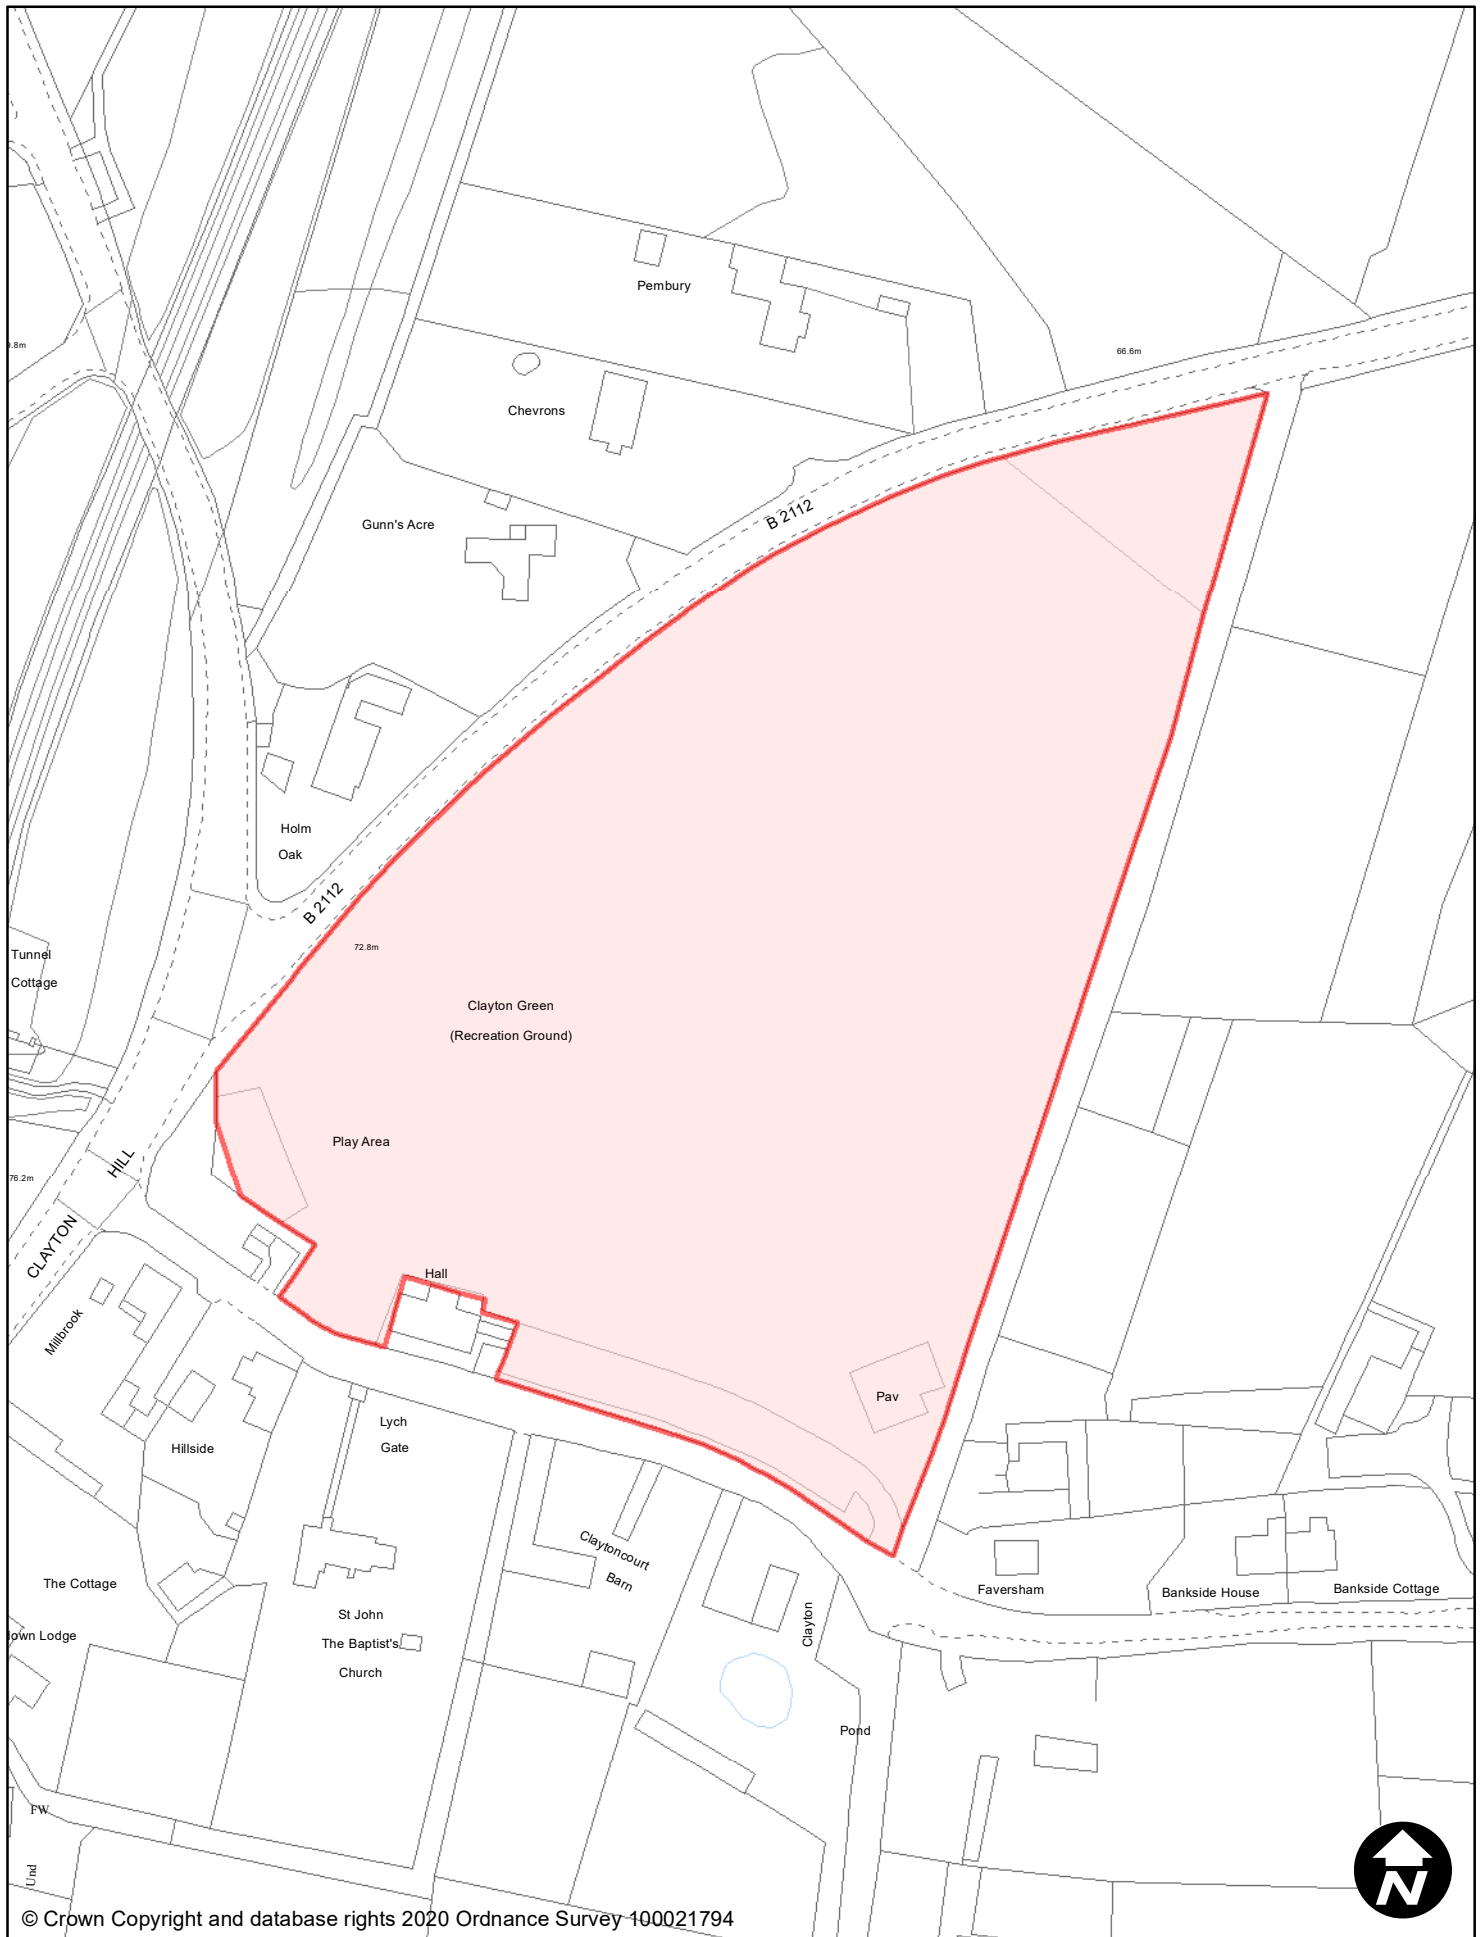 Pembury
9.8m
66.6m
Chevrons
B 2112
Gunn's Acre
Holm
Oak
B 2112
72.8m
Tunnel
Cottage
Clayton Green
(Recreation Ground)
Play Area
HILL
76.2m
CLAYTON
Hall
Millbrook
Pav
Lych
Gate
Hillside
Claytoncourt
Barn
The Cottage
Faversham
Bankside House
Bankside Cottage
St John
The Baptist's
Church
Clayton
Lodge
Pond
FW
Und
N
© Crown Copyright and database rights 2020 Ordnance Survey 100021794